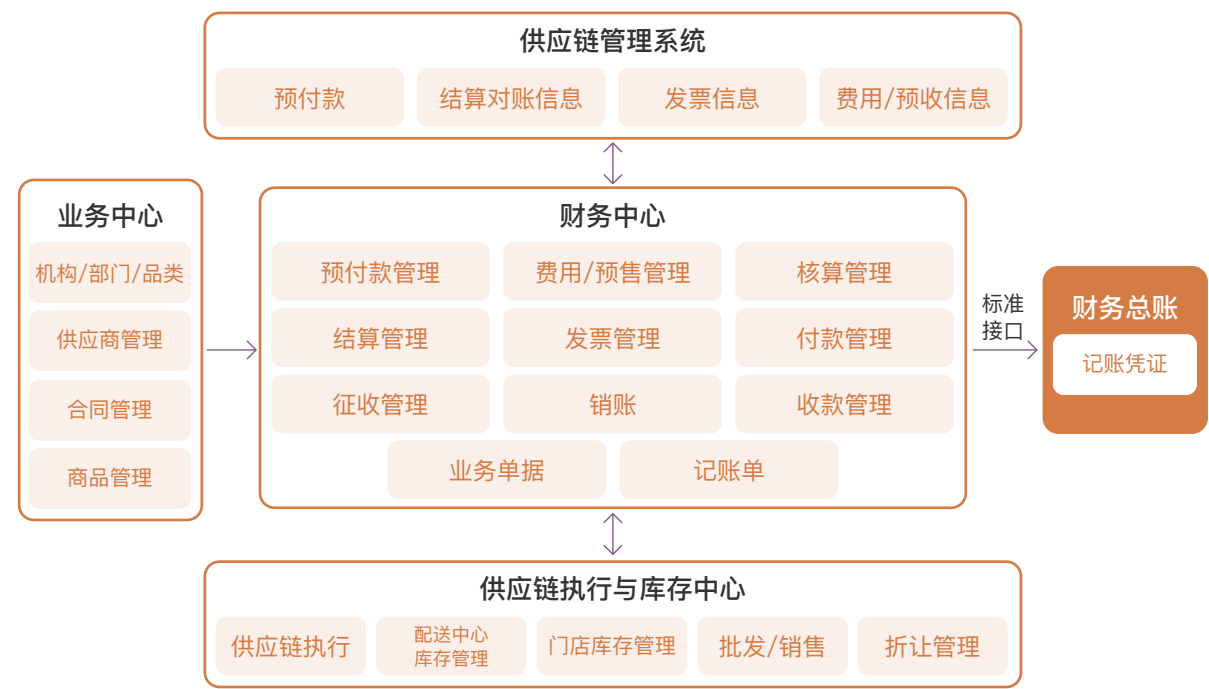 供应链管理系统
预付款
结算对账信息
发票信息
费用/预收信息
业务中心
机构/部门/品类
供应商管理
合同管理
商品管理
财务中心
预付款管理
费用/预售管理
核算管理
结算管理
发票管理
付款管理
征收管理
销账
收款管理
业务单据
记账单
标准
接口
财务总账
记账凭证
供应链执行与库存中心
供应链执行
配送中心
库存管理
门店库存管理
批发/销售
折让管理